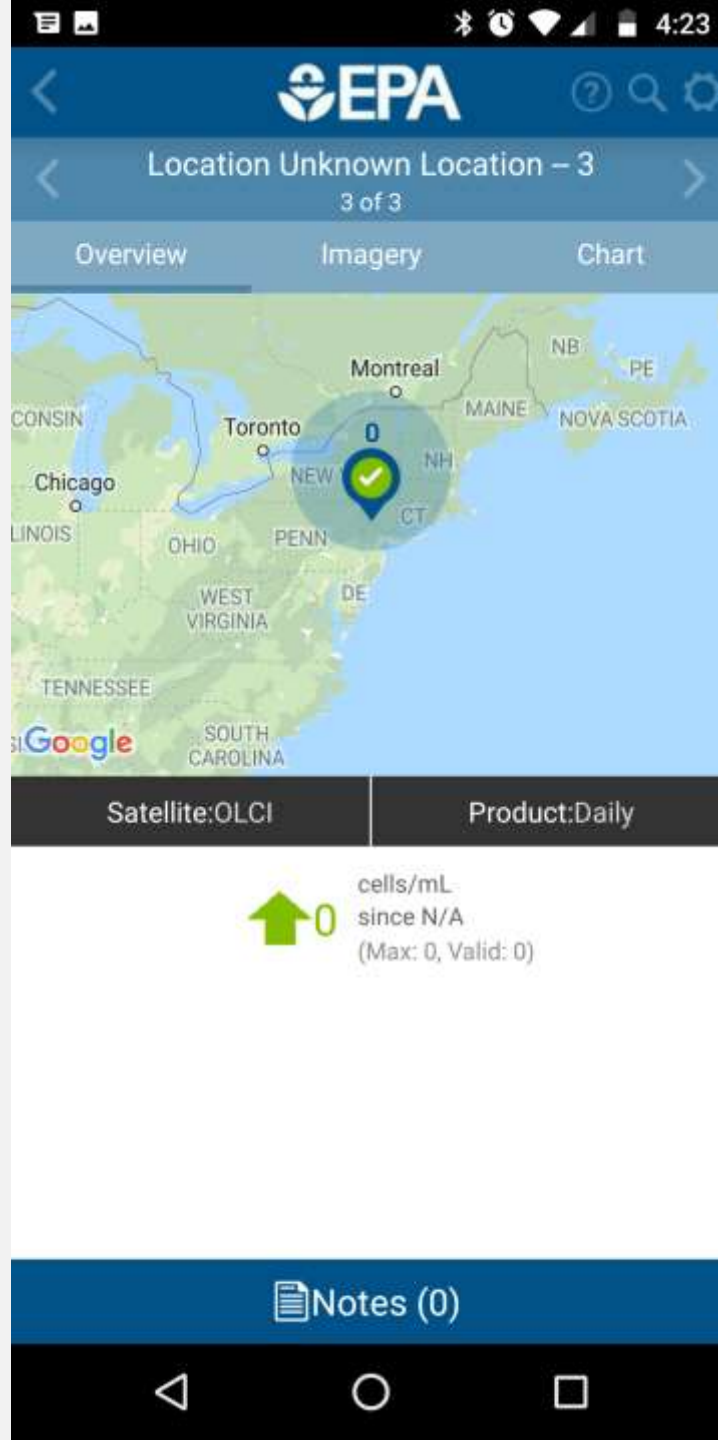 4:23
EPA
?
Location Unknown Location – 3
3 of 3
Overview Imagery Chart
Montreal
NB
PE
CONSIN
Toronto
0
MAINE
NOVA SCOTIA
Chicago
NEW
NH
LINOIS
OHIO
PENN
CT
WEST
VIRGINIA
DE
TENNESSEE
SI
Google
SOUTH
CAROLINA
Satellite:OLCI Product:Daily
0
cells/mL
since N/A
(Max: 0, Valid: 0)
Notes (0)